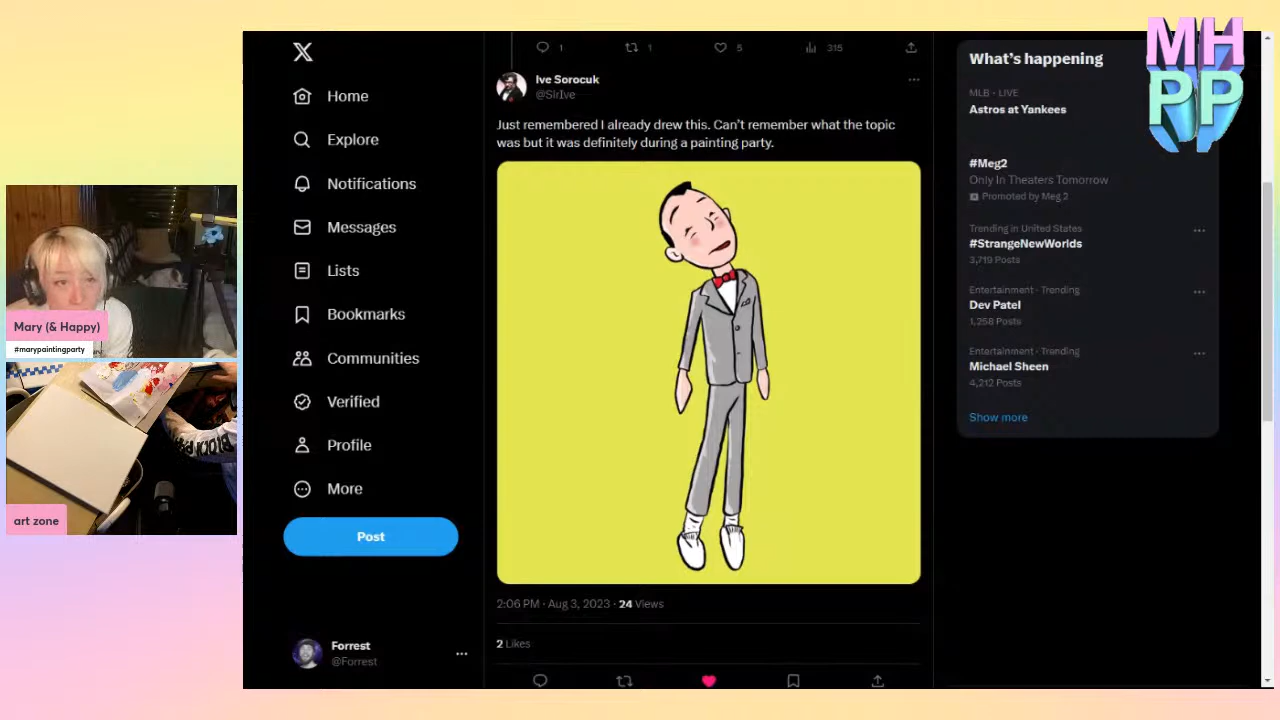 MH
PP
Mary (& Happy)
#marypaintingparty
art zone
Home
Explore
Notifications
Messages
Lists
Bookmarks
Communities
Verified
Profile
More
Post
Forrest
@Forrest
1
1
5
315
Ive Sorocuk
@SirIve
Just remembered I already drew this. Can't remember what the topic
was but it was definitely during a painting party.
2:06 PM · Aug 3, 2023 · 24 Views
2 Likes
What's happening
MLB · LIVE
Astros at Yankees
#Meg2
Only In Theaters Tomorrow
Promoted by Meg 2
Trending in United States
#StrangeNewWorlds
3,719 Posts
Entertainment · Trending
Dev Patel
1,258 Posts
Entertainment · Trending
Michael Sheen
4,212 Posts
Show more